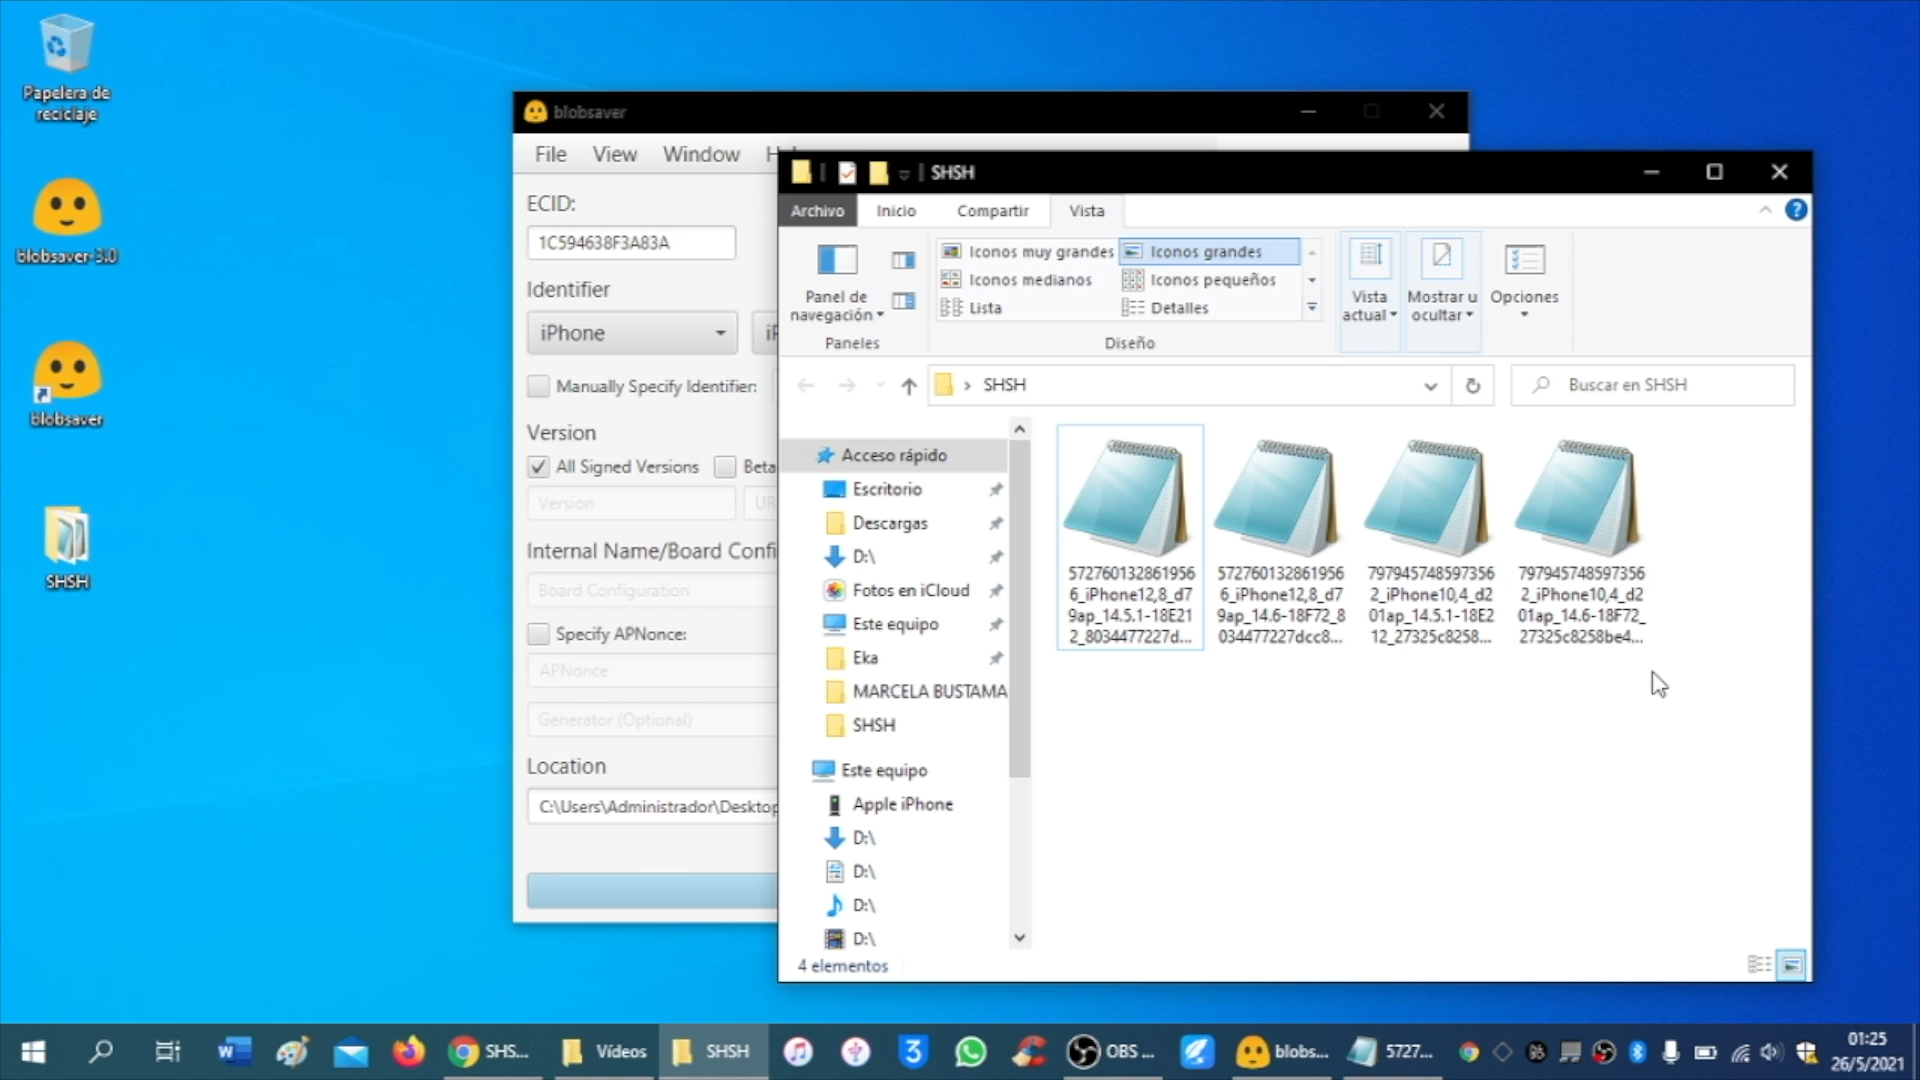 Papelera de
reciclaje
blobsaver-3.0
blobsaver
SHSH
blobsaver
File View Window
ECID:
1C594638F3A83A
Identifier
iPhone
Manually Specify Identifier:
Version
All Signed Versions Beta
Version
Internal Name/Board Confi
Board Configuration
Specify APNonce:
APNonce
Generator (Optional)
Location
C:\Users\Administrador\Desktop
SHSH
Archivo Inicio Compartir Vista
Panel de
navegación
Paneles
Iconos muy grandes Iconos grandes
Iconos medianos Iconos pequeños
Lista Detalles
Diseño
Vista
actual
Mostrar u
ocultar
Opciones
SHSH
Buscar en SHSH
Acceso rápido
Escritorio
Descargas
D:\
Fotos en iCloud
Este equipo
Eka
MARCELA BUSTAMA
SHSH
Este equipo
Apple iPhone
D:\
D:\
D:\
D:\
572760132861956
6_iPhone12,8_d7
9ap_14.5.1-18E21
2_8034477227d...
572760132861956
6_iPhone12,8_d7
9ap_14.6-18F72_8
034477227dcc8...
797945748597356
2_iPhone10,4_d2
01ap_14.5.1-18E2
12_27325c8258...
797945748597356
2_iPhone10,4_d2
01ap_14.6-18F72_
27325c8258be4...
4 elementos
SHS...
Vídeos
SHSH
3
OBS ...
blobs...
5727...
01:25
26/5/2021